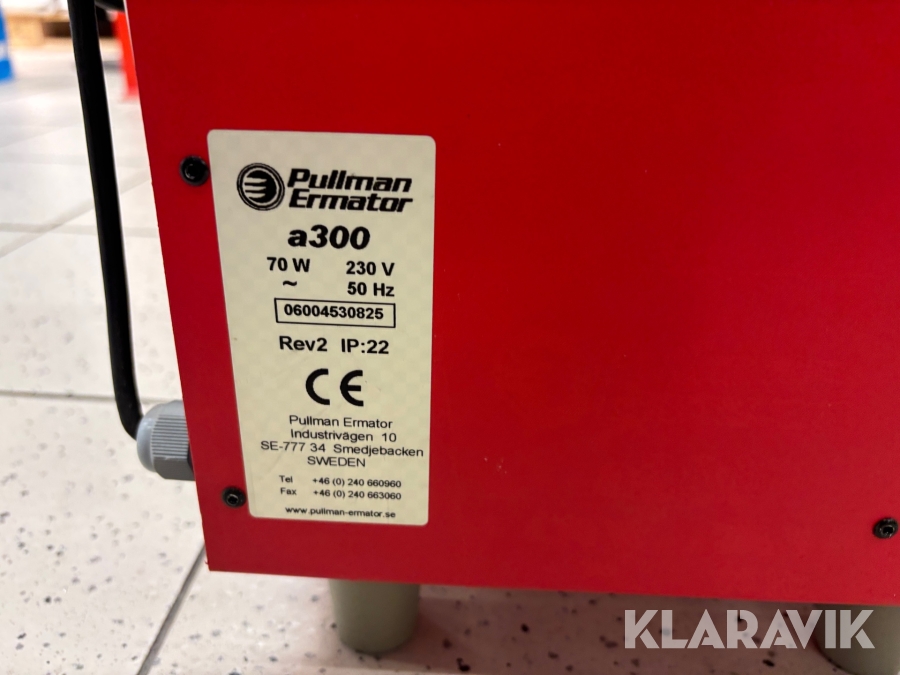 Pullman
Ermator
a300
70 W 230 V
~ 50 Hz
06004530825
Rev2 IP:22
CE
Pullman Ermator
Industrivägen 10
SE-777 34 Smedjebacken
SWEDEN
Tel +46 (0) 240 660960
Fax +46 (0) 240 663060
www.pullman-ermator.se
KLARAVIK